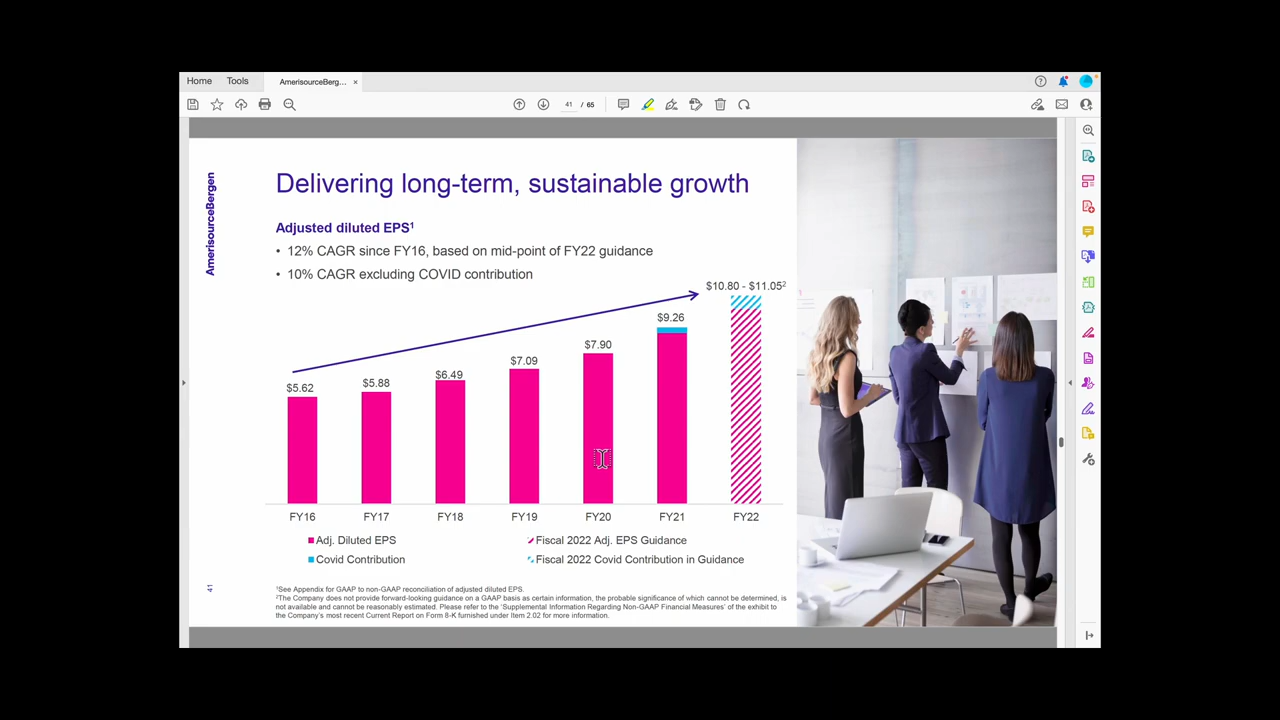 Home Tools AmerisourceBerg... ×
41 / 65
AmerisourceBergen
Delivering long-term, sustainable growth
Adjusted diluted EPS¹
• 12% CAGR since FY16, based on mid-point of FY22 guidance
• 10% CAGR excluding COVID contribution
$10.80 - $11.05²
$9.26
$7.90
$7.09
$6.49
$5.88
$5.62
FY16 FY17 FY18 FY19 FY20 FY21 FY22
Adj. Diluted EPS
Fiscal 2022 Adj. EPS Guidance
Covid Contribution
Fiscal 2022 Covid Contribution in Guidance
41
¹See Appendix for GAAP to non-GAAP reconciliation of adjusted diluted EPS.
²The Company does not provide forward-looking guidance on a GAAP basis as certain information, the probable significance of which cannot be determined, is
not available and cannot be reasonably estimated. Please refer to the 'Supplemental Information Regarding Non-GAAP Financial Measures' of the exhibit to
the Company's most recent Current Report on Form 8-K furnished under Item 2.02 for more information.